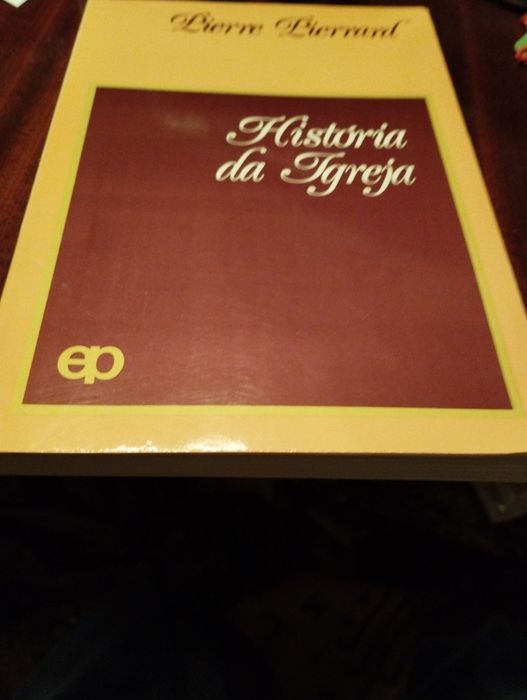 Pierre Pierrard
História
da Igreja
ep